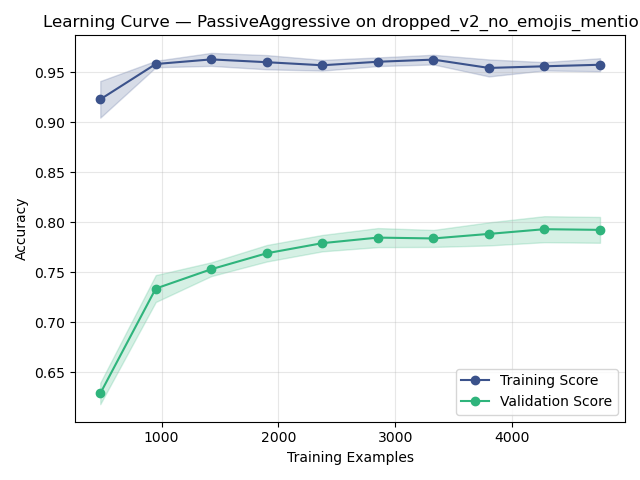 Learning Curve — PassiveAggressive on dropped_v2_no_emojis_mentio
0.95
0.90
0.85
0.80
0.75
0.70
0.65
Accuracy
Training Score
Validation Score
1000
2000
3000
4000
Training Examples